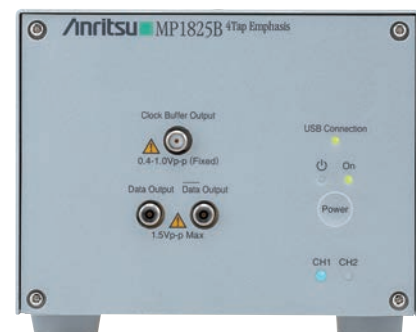 Anritsu MP1825B 4Tap Emphasis
Clock Buffer Output
0.4-1.0Vp-p (Fixed)
Data Output Data Output
1.5Vp-p Max
USB Connection
On
Power
CH1 CH2